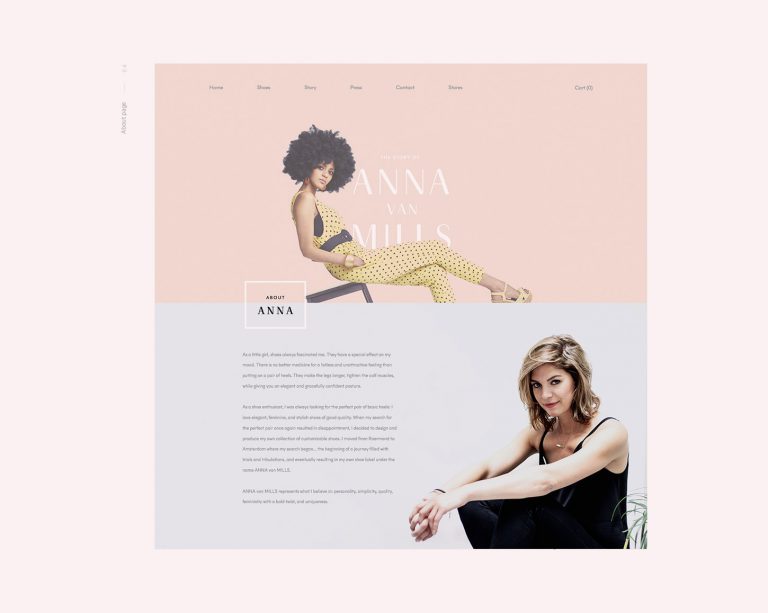 Home Shoes Story Press Contact Stores Cart (0)
About page
THE STORY OF
ANNA
VAN
MILLS
ABOUT
ANNA
As a little girl, shoes always fascinated me. They have a special effect on my
mood. There is no better medicine for a listless and unattractive feeling than
putting on a pair of heels. They make the legs longer, tighten the calf muscles,
while giving you an elegant and gracefully confident posture.
As a shoe enthusiast, I was always looking for the perfect pair of basic heels: I
love elegant, feminine, and stylish shoes of good quality. When my search for
the perfect pair once again resulted in disappointment, I decided to design and
produce my own collection of customizable shoes. I moved from Roermond to
Amsterdam where my search began... the beginning of a journey filled with
trials and tribulations, and eventually resulting in my own shoe label under the
name ANNA van MILLS.
ANNA van MILLS represents what I believe in: personality, simplicity, quality,
femininity with a bold twist, and uniqueness.